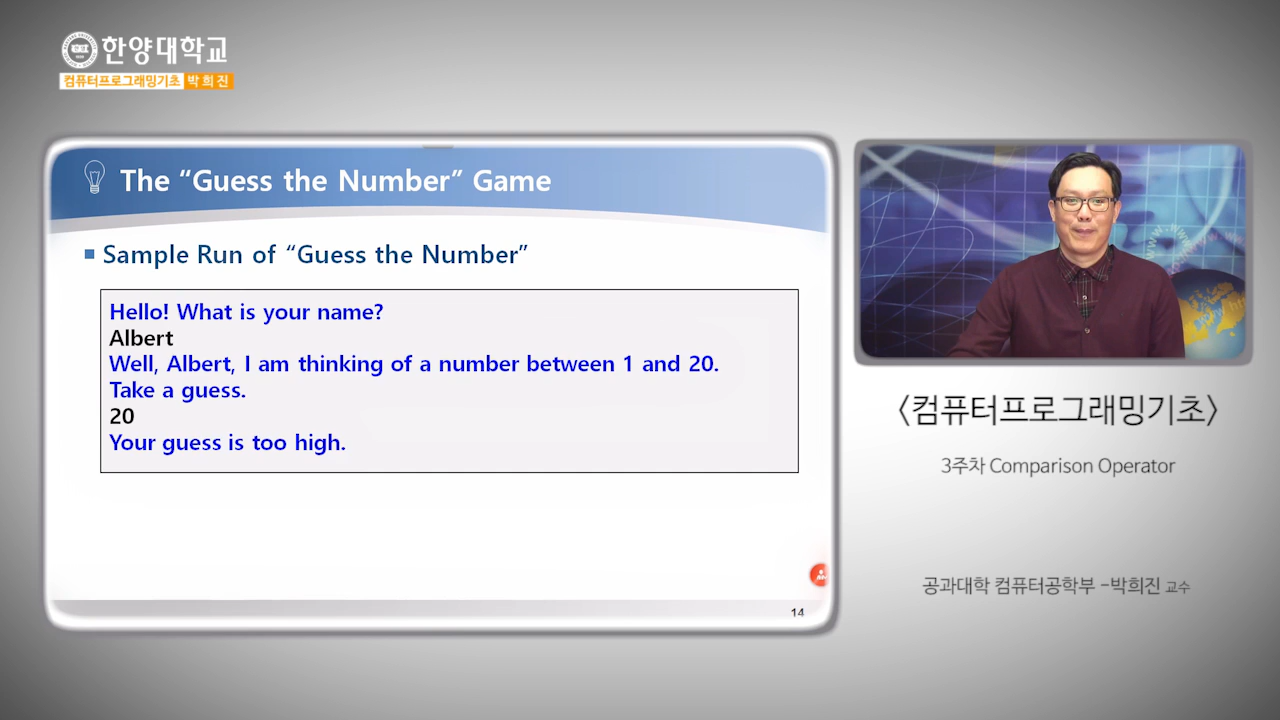 한양대학교
컴퓨터프로그래밍기초 박희진
The “Guess the Number” Game
Sample Run of “Guess the Number”
Hello! What is your name?
Albert
Well, Albert, I am thinking of a number between 1 and 20.
Take a guess.
20
Your guess is too high.
14
<컴퓨터프로그래밍기초>
3주차 Comparison Operator
공과대학 컴퓨터공학부 -박희진 교수